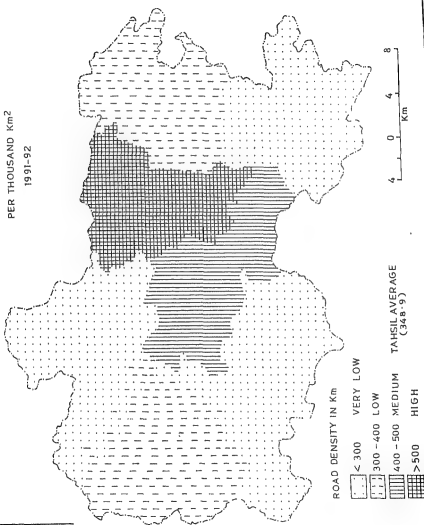 PER THOUSAND Km²
1991-92
4 0 4 8
Km
ROAD DENSITY IN Km
< 300 VERY LOW
300-400 LOW
400-500 MEDIUM TAHSIL AVERAGE
(348·9)
>500 HIGH